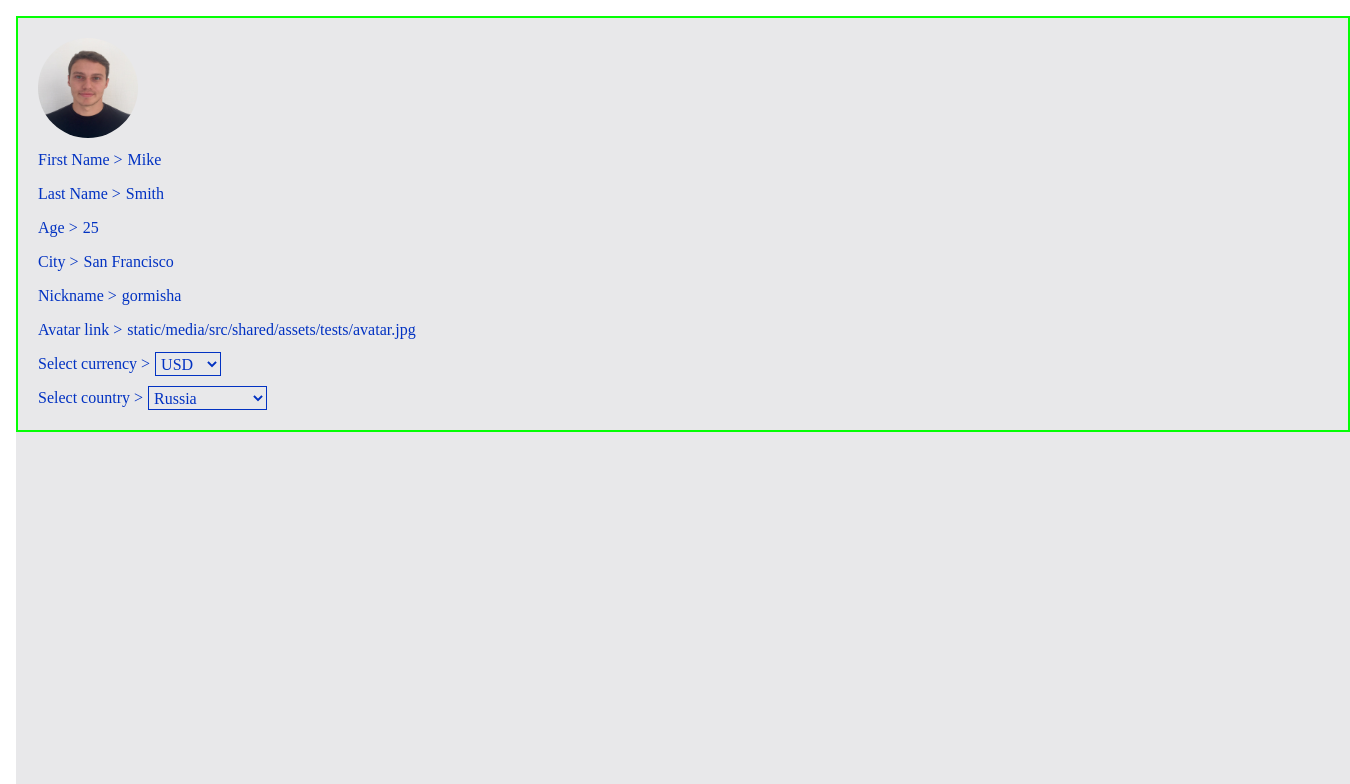 First Name > Mike
Last Name > Smith
Age > 25
City > San Francisco
Nickname > gormisha
Avatar link > static/media/src/shared/assets/tests/avatar.jpg
Select currency > USD
Select country > Russia